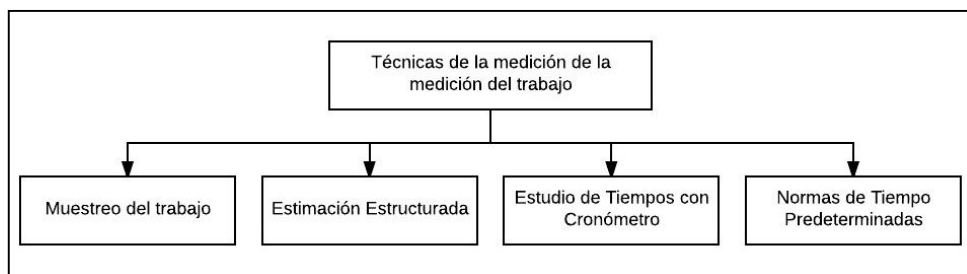 Técnicas de la medición de la
medición del trabajo
Muestreo del trabajo
Estimación Estructurada
Estudio de Tiempos con
Cronómetro
Normas de Tiempo
Predeterminadas